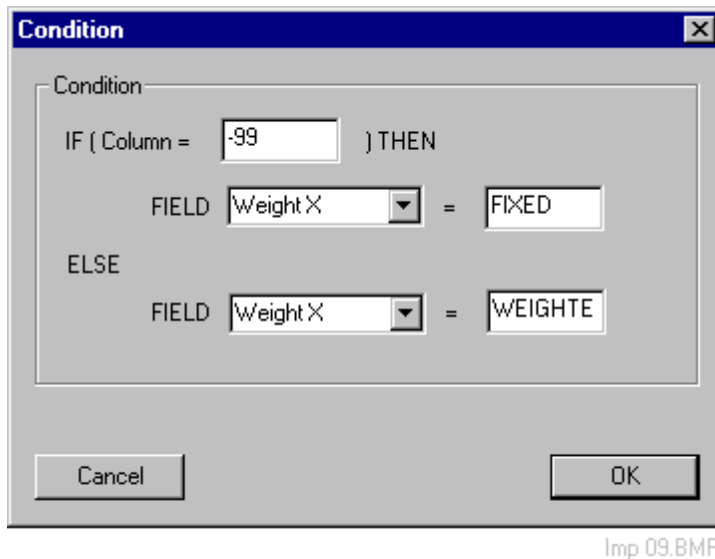 Condition
Condition
IF ( Column = -99 ) THEN
FIELD Weight X = FIXED
ELSE
FIELD Weight X = WEIGHTE
Cancel OK
Imp 09.BMP